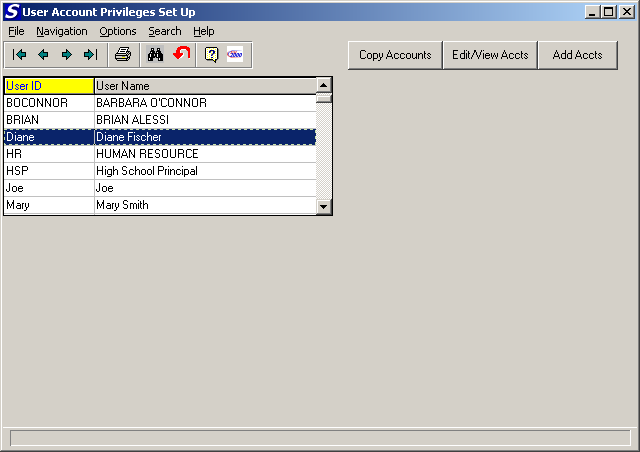 S User Account Privileges Set Up
File Navigation Options Search Help
2000
Copy Accounts Edit/View Accts Add Accts
User ID User Name
BOCONNOR BARBARA O'CONNOR
BRIAN BRIAN ALESSI
Diane Diane Fischer
HR HUMAN RESOURCE
HSP High School Principal
Joe Joe
Mary Mary Smith